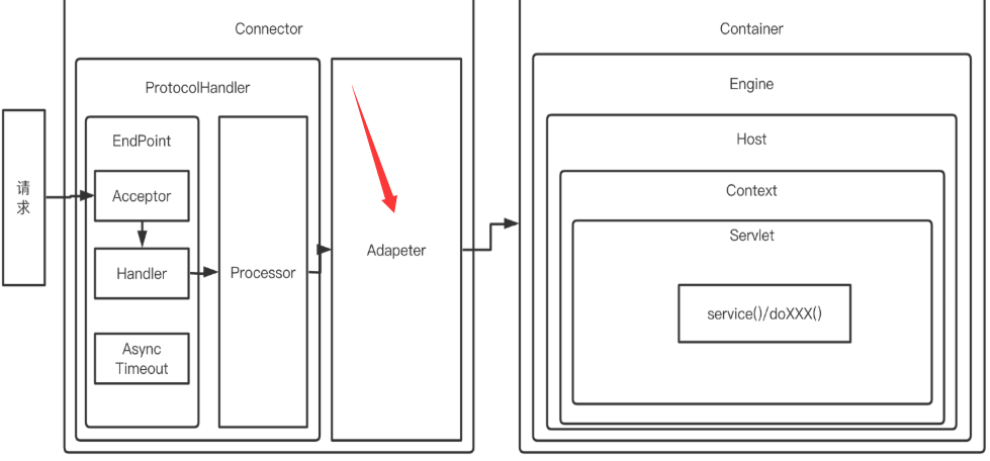 Connector
Container
ProtocolHandler
Engine
EndPoint
Host
请
求
Acceptor
Context
Servlet
Handler
Processor
Adapeter
service()/doXXX()
Async
Timeout